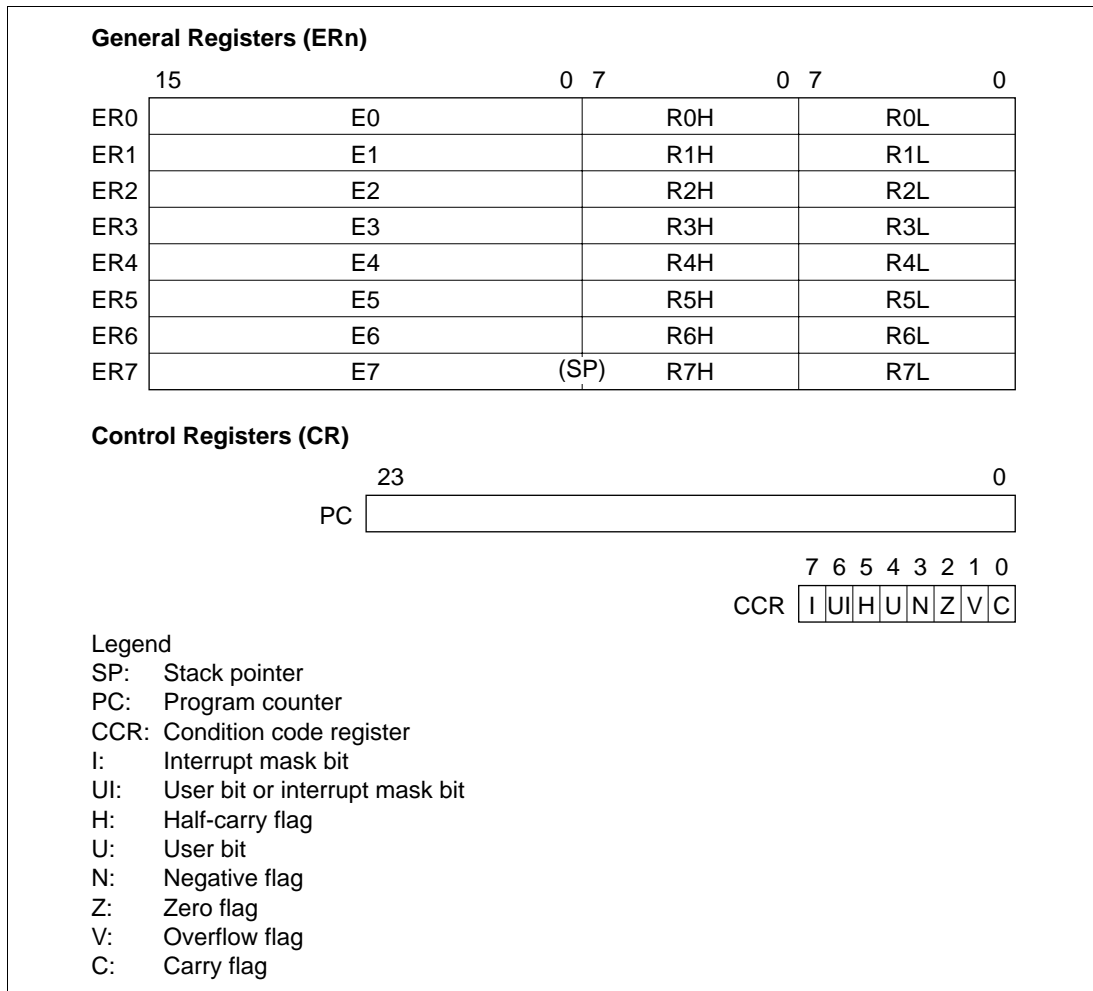 General Registers (ERn)
15 0 7 0 7 0
ER0 E0 R0H R0L
ER1 E1 R1H R1L
ER2 E2 R2H R2L
ER3 E3 R3H R3L
ER4 E4 R4H R4L
ER5 E5 R5H R5L
ER6 E6 R6H R6L
ER7 E7 (SP) R7H R7L
Control Registers (CR)
23 0
PC
7 6 5 4 3 2 1 0
CCR I UI H U N Z V C
Legend
SP: Stack pointer
PC: Program counter
CCR: Condition code register
I: Interrupt mask bit
UI: User bit or interrupt mask bit
H: Half-carry flag
U: User bit
N: Negative flag
Z: Zero flag
V: Overflow flag
C: Carry flag